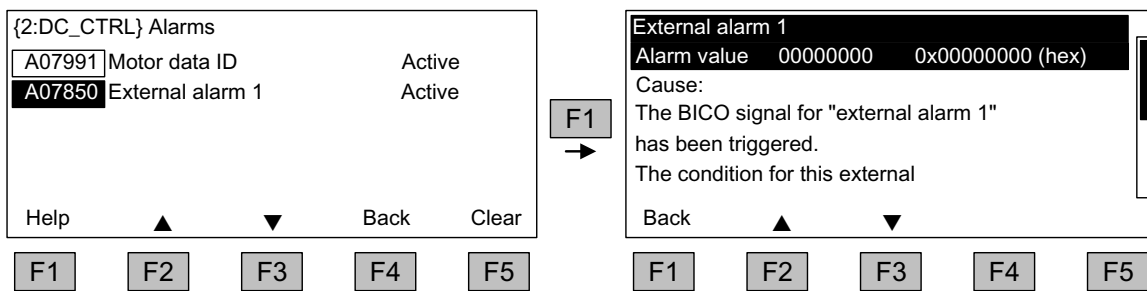 {2:DC_CTRL} Alarms
A07991 Motor data ID Active
A07850 External alarm 1 Active
Help ▲ ▼ Back Clear
F1 F2 F3 F4 F5
F1
External alarm 1
Alarm value 00000000 0x00000000 (hex)
Cause:
The BICO signal for "external alarm 1"
has been triggered.
The condition for this external
Back ▲ ▼
F1 F2 F3 F4 F5